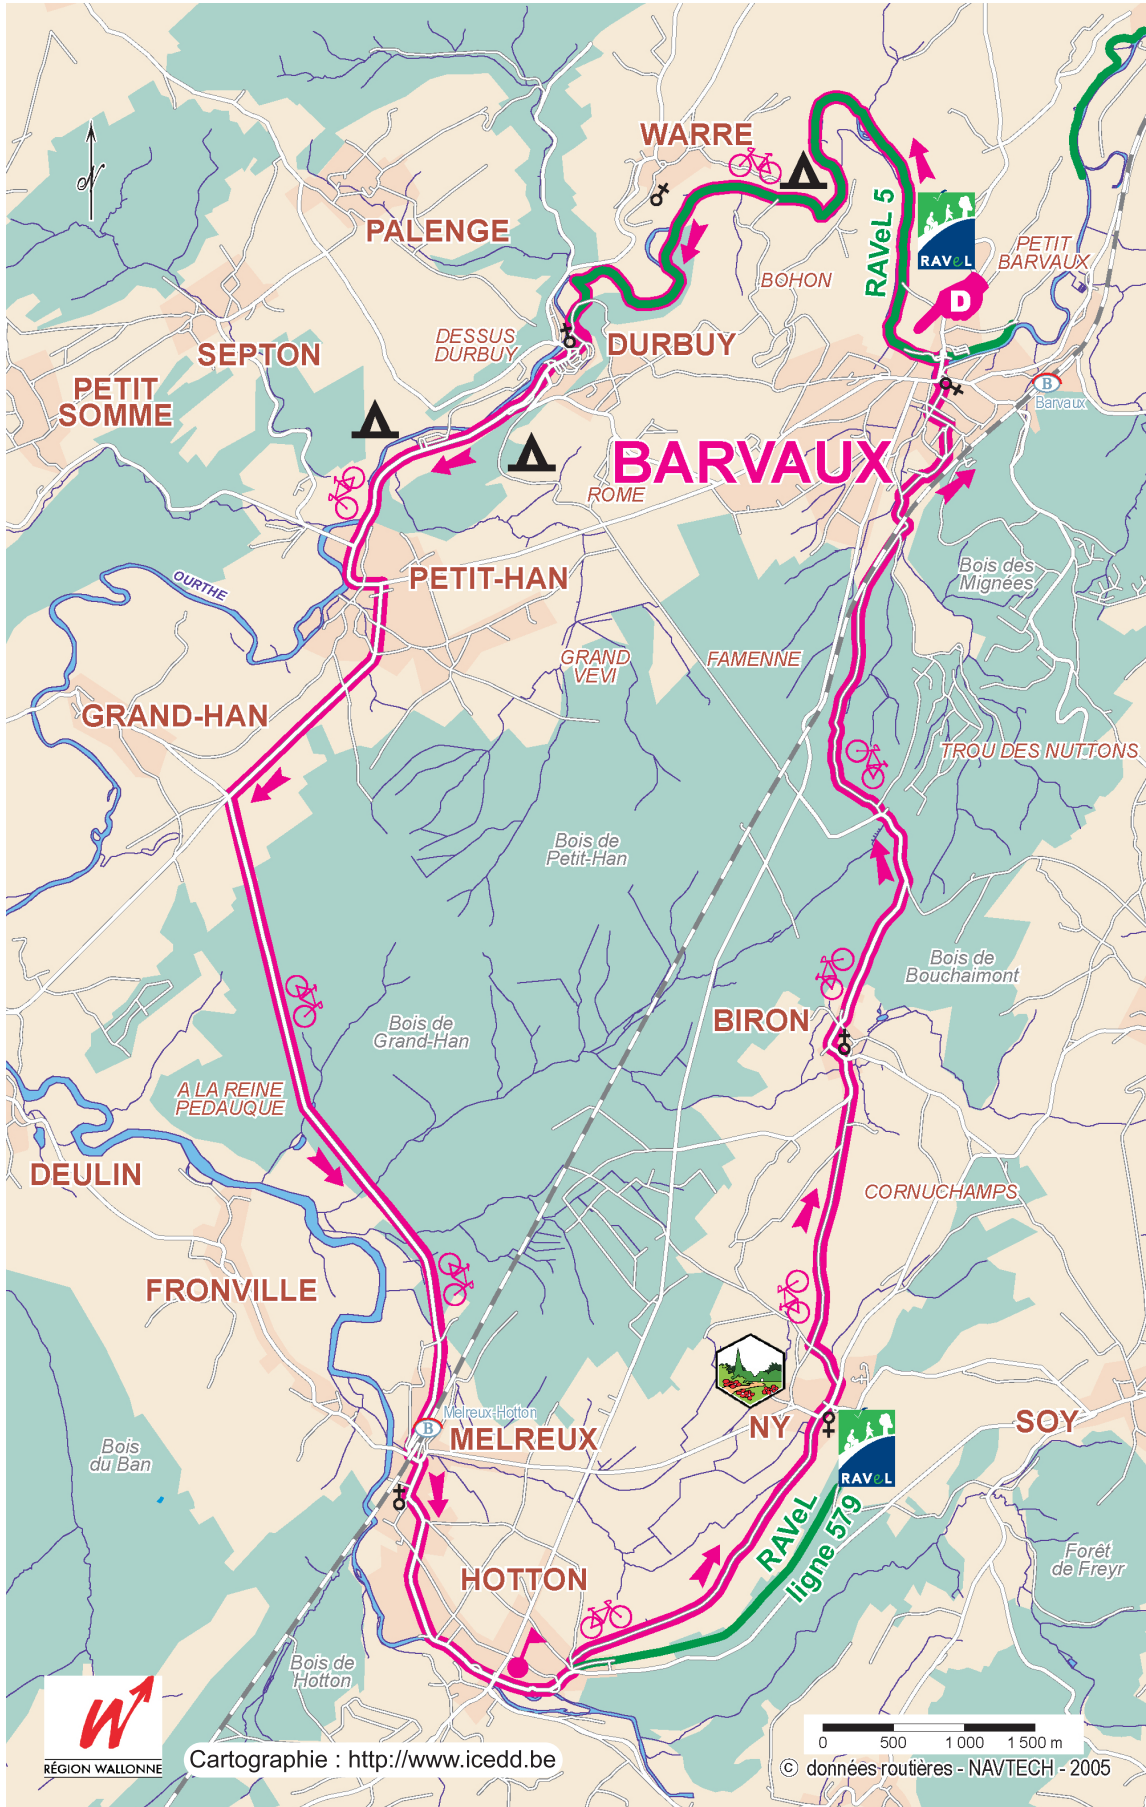 N
WARRE
PALENGE
RAVeL 5
RAVeL
PETIT
BARVAUX
BOHON
D
DESSUS
DURBUY
DURBUY
SEPTON
PETIT
SOMME
B
Barvaux
BARVAUX
ROME
OURTHE
PETIT-HAN
Bois des
Mignées
GRAND
VEVI
FAMENNE
GRAND-HAN
TROU DES NUTTONS
Bois de
Petit-Han
Bois de
Bouchaimont
BIRON
Bois de
Grand-Han
A LA REINE
PEDAUQUE
DEULIN
CORNUCHAMPS
FRONVILLE
Melreux-Hotton
B
MELREUX
NY
SOY
Bois
du Ban
RAVeL
RAVeL
ligne 579
HOTTON
Forêt
de Freyr
Bois de
Hotton
W
RÉGION WALLONNE
Cartographie : http://www.icedd.be
0 500 1 000 1 500 m
© données routières - NAVTECH - 2005